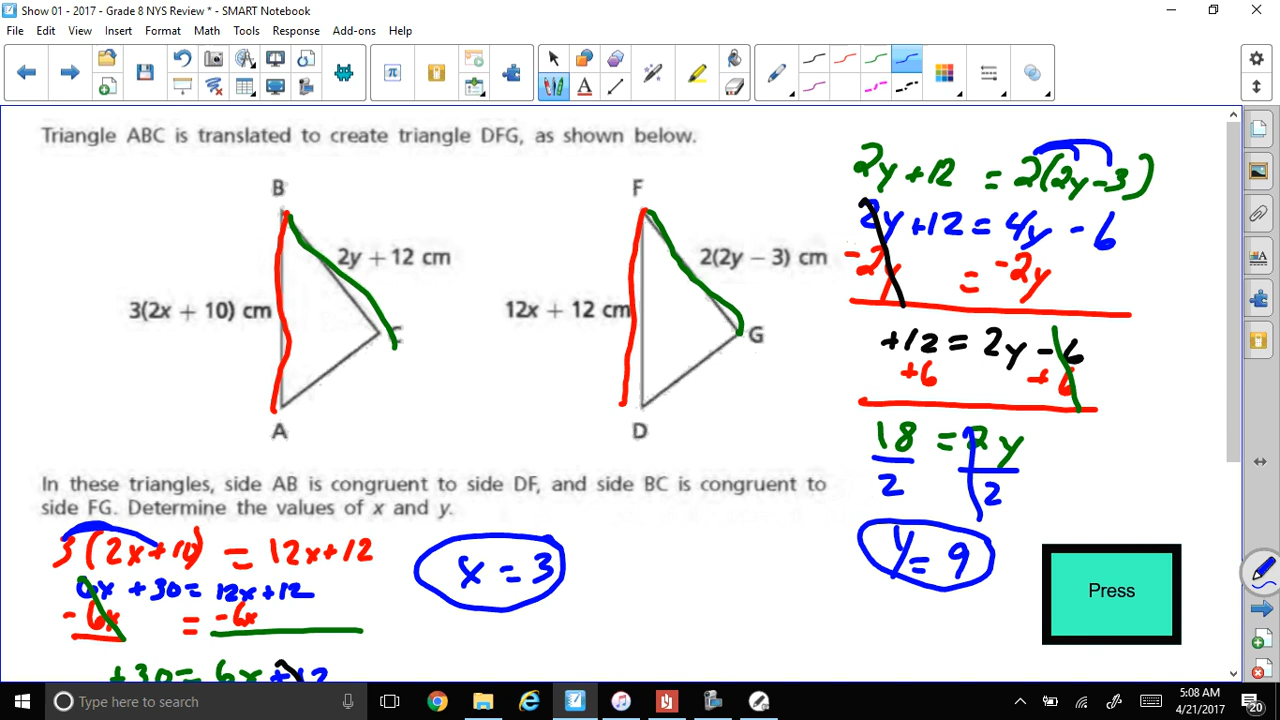 Show 01 - 2017 - Grade 8 NYS Review * - SMART Notebook
File Edit View Insert Format Math Tools Response Add-ons Help
Triangle ABC is translated to create triangle DFG, as shown below.
B
2y + 12 cm
3(2x + 10) cm
C
A
F
2(2y − 3) cm
12x + 12 cm
G
D
In these triangles, side AB is congruent to side DF, and side BC is congruent to
side FG. Determine the values of x and y.
3(2x+10) = 12x+12
6x +30 = 12x+12
-6x = -6x
+30 = 6x +12
x = 3
2y+12 = 2(2y-3)
2y+12 = 4y -6
-2y = -2y
+12 = 2y -6
+6 +6
18 = 2y
2 2
y = 9
Press
Type here to search
5:08 AM
4/21/2017
20